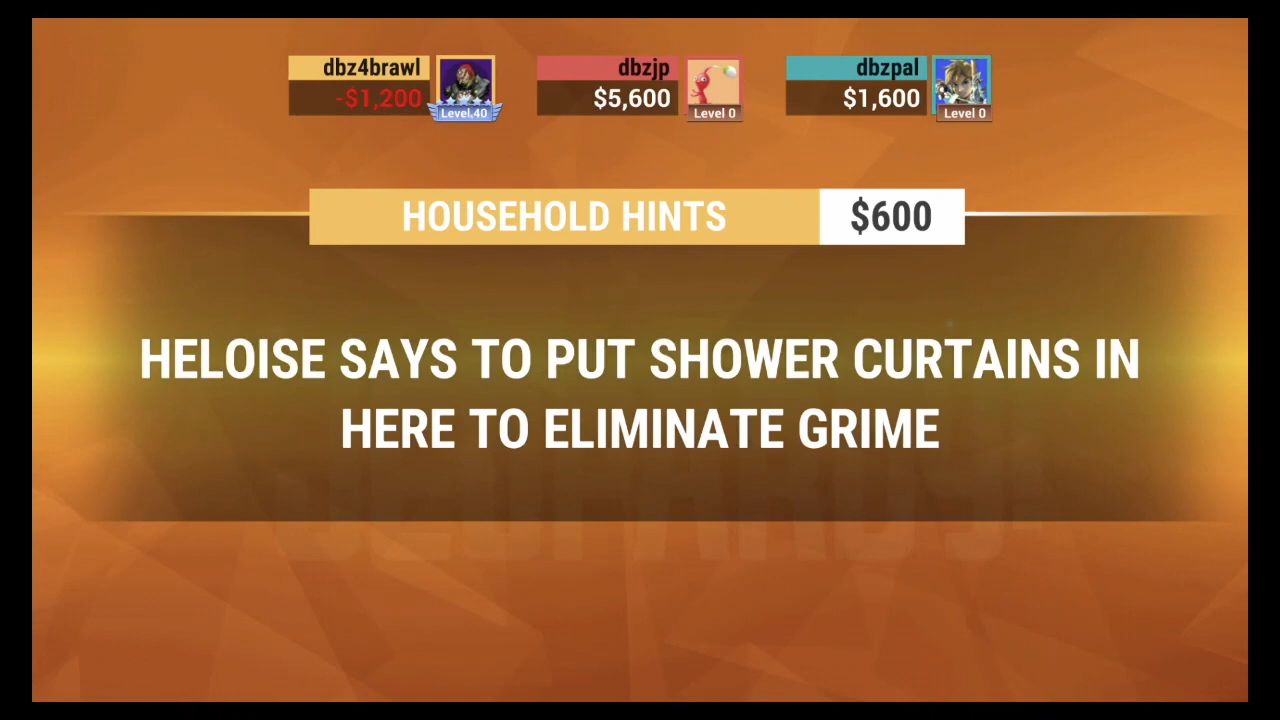 dbz4brawl
-$1,200
Level 40
dbzjp
$5,600
Level 0
dbzpal
$1,600
Level 0
HOUSEHOLD HINTS $600
HELOISE SAYS TO PUT SHOWER CURTAINS IN
HERE TO ELIMINATE GRIME
JEOPARDY!